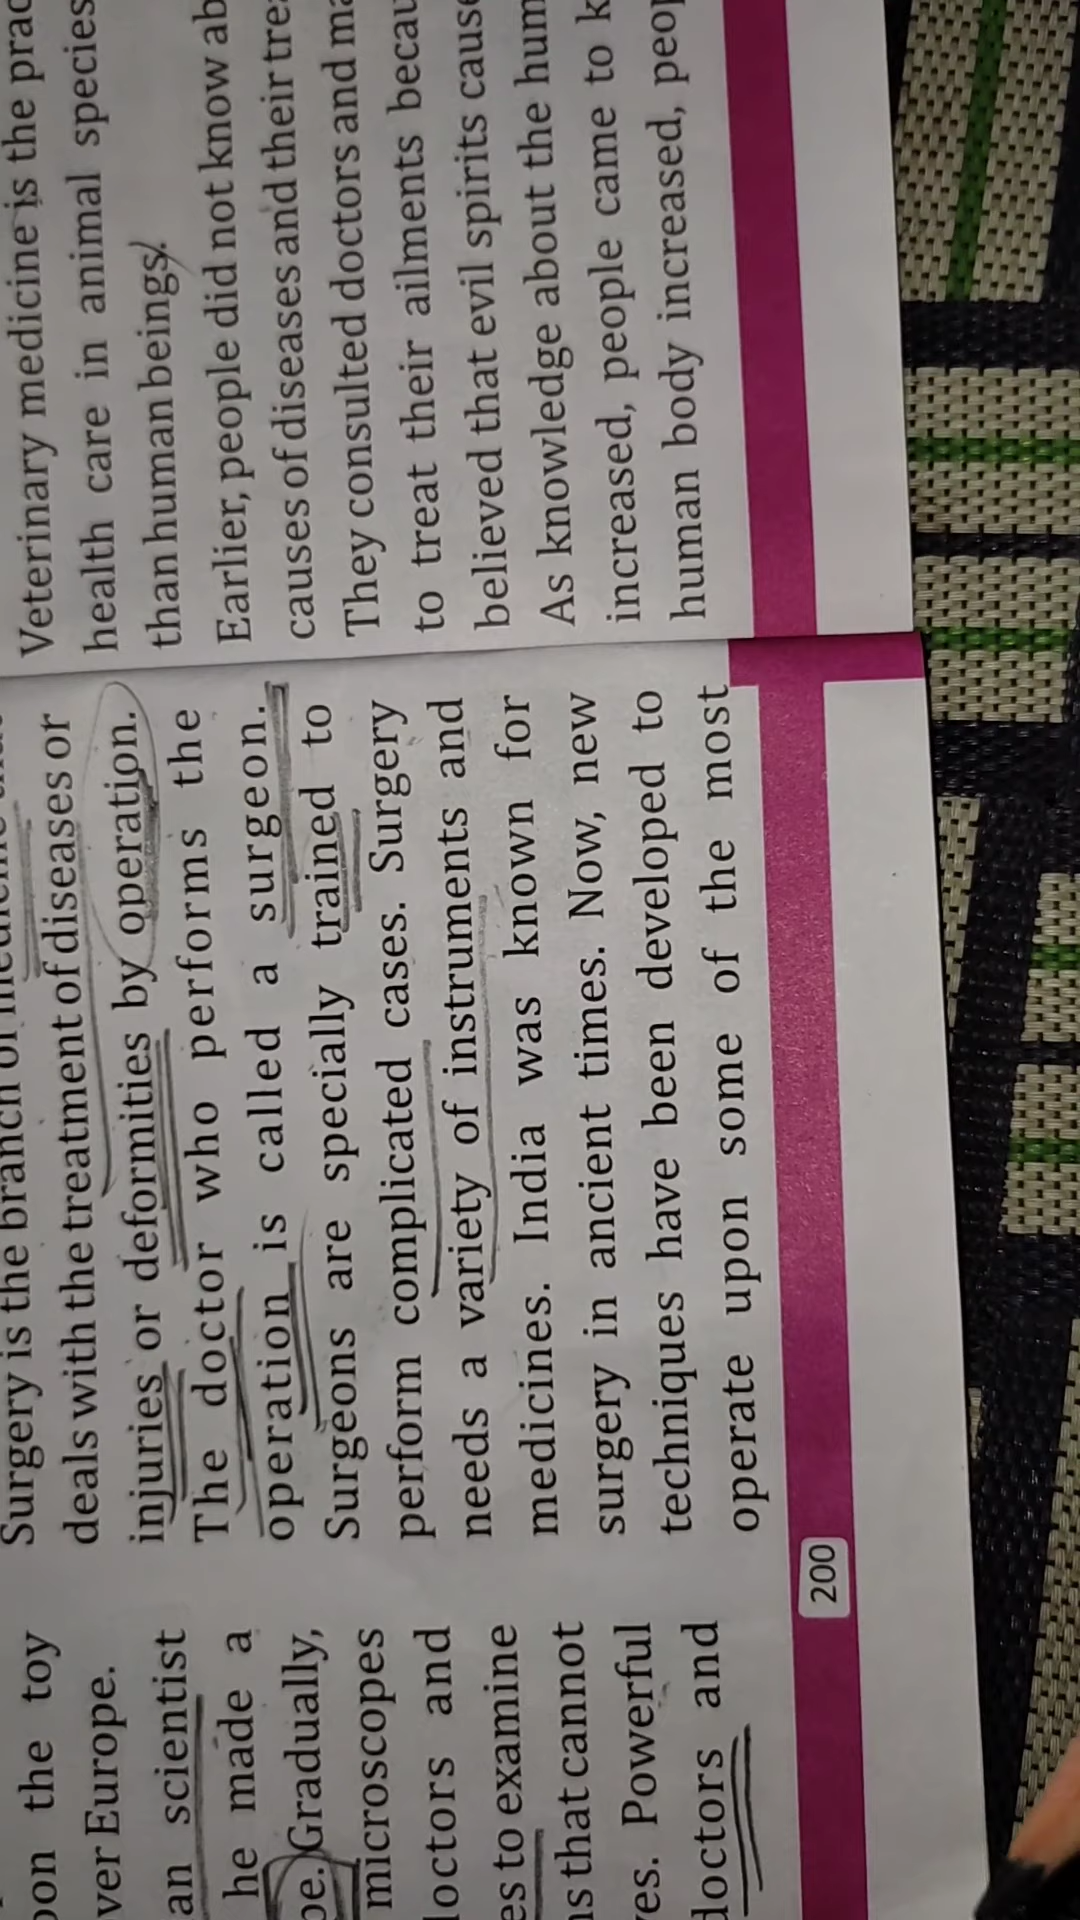 on the toy
ver Europe.
an scientist
he made a
pe. Gradually,
microscopes
doctors and
es to examine
ns that cannot
es. Powerful
doctors and
Surgery is the branch of
deals with the treatment of diseases or
injuries or deformities by operation.
The doctor who performs the
operation is called a surgeon.
Surgeons are specially trained to
perform complicated cases. Surgery
needs a variety of instruments and
medicines. India was known for
surgery in ancient times. Now, new
techniques have been developed to
operate upon some of the most
200
Veterinary medicine is the prac
health care in animal species
than human beings.
Earlier, people did not know ab
causes of diseases and their trea
They consulted doctors and ma
to treat their ailments becau
believed that evil spirits cause
As knowledge about the hum
increased, people came to k
human body increased, peop